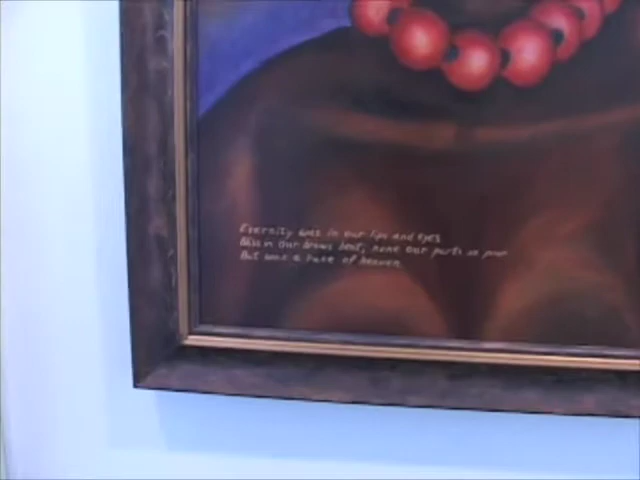 Eternity was in our lips and eyes
Bliss in our brows bent; none our parts so poor
But was a race of heaven